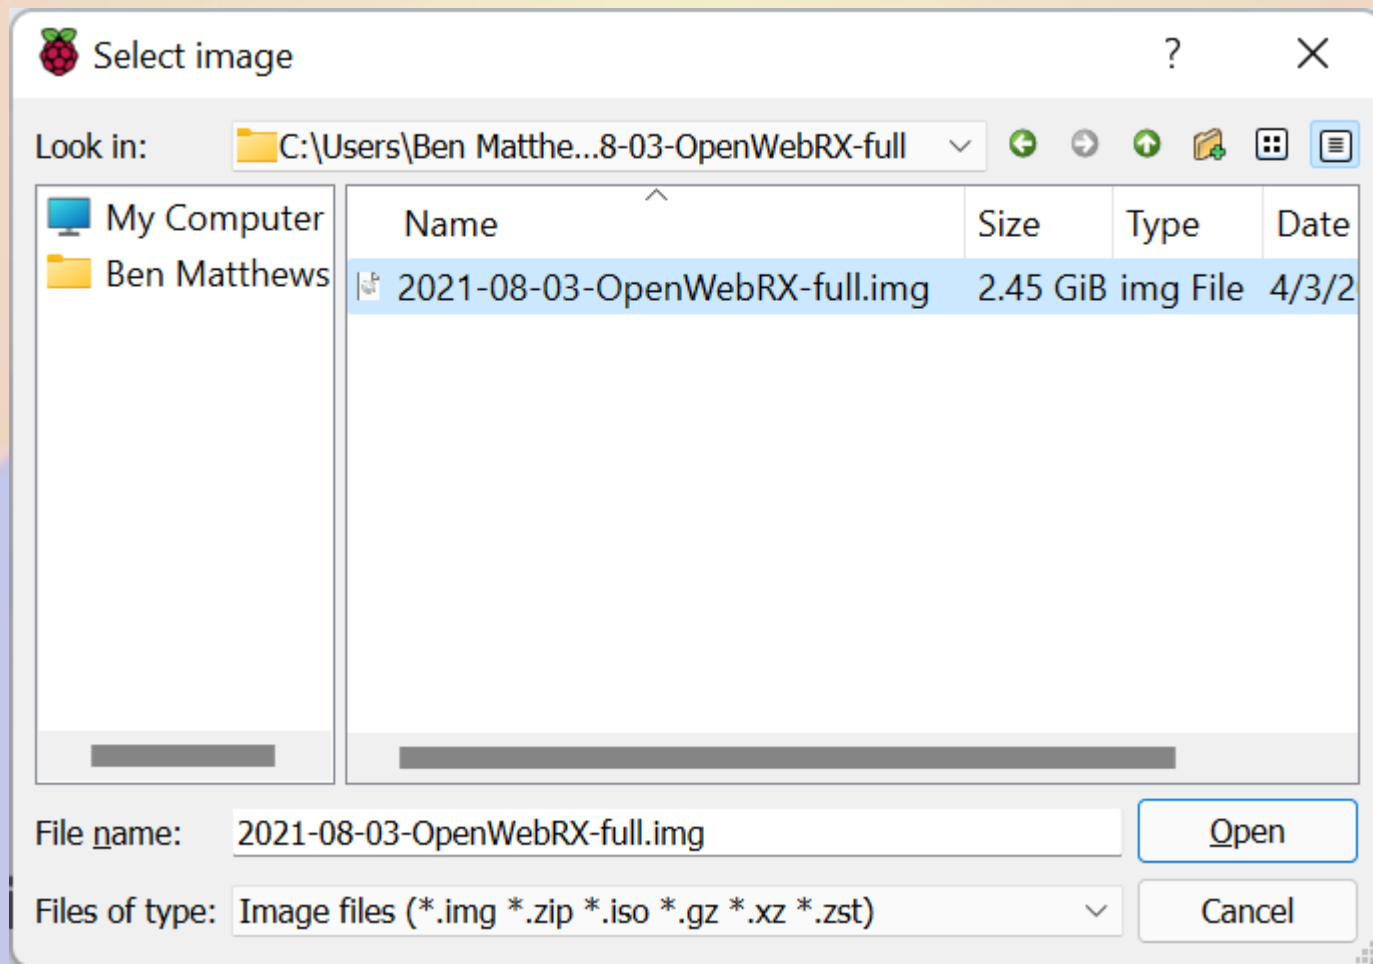 Select image
?
Look in: C:\Users\Ben Matthe...8-03-OpenWebRX-full
My Computer
Ben Matthews
Name Size Type Date
2021-08-03-OpenWebRX-full.img 2.45 GiB img File 4/3/2
File name: 2021-08-03-OpenWebRX-full.img Open
Files of type: Image files (*.img *.zip *.iso *.gz *.xz *.zst) Cancel